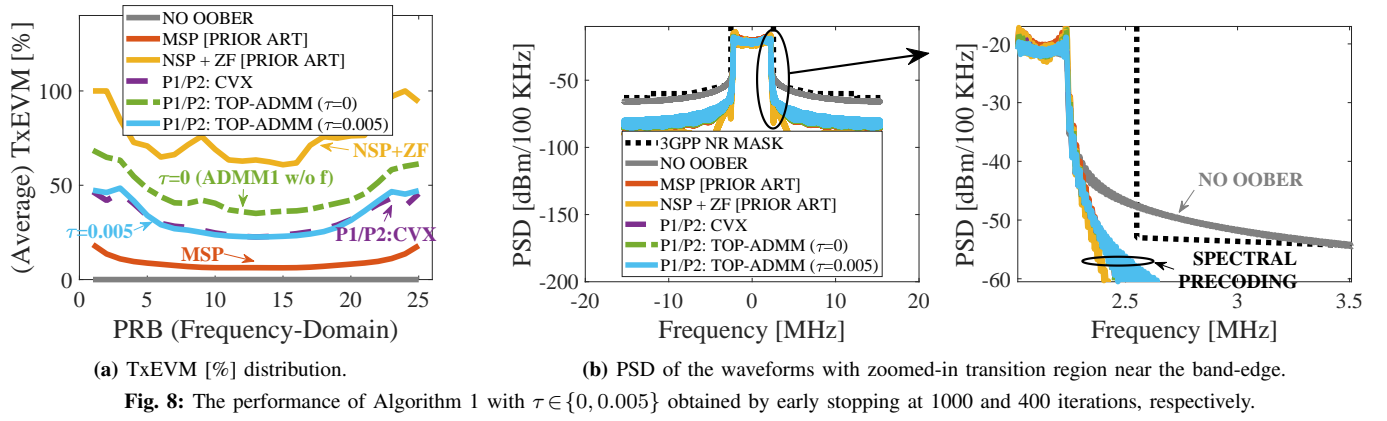 (Average) TxEVM [%]
100
50
0
NO OOBER
MSP [PRIOR ART]
NSP + ZF [PRIOR ART]
P1/P2: CVX
P1/P2: TOP-ADMM (τ=0)
P1/P2: TOP-ADMM (τ=0.005)
NSP+ZF
τ=0 (ADMM1 w/o f)
τ=0.005
P1/P2:CVX
MSP
0 5 10 15 20 25
PRB (Frequency-Domain)
(a) TxEVM [%] distribution.
PSD [dBm/100 KHz]
-50
-100
-150
-200
3GPP NR MASK
NO OOBER
MSP [PRIOR ART]
NSP + ZF [PRIOR ART]
P1/P2: CVX
P1/P2: TOP-ADMM (τ=0)
P1/P2: TOP-ADMM (τ=0.005)
-20 -10 0 10 20
Frequency [MHz]
PSD [dBm/100 KHz]
-20
-30
-40
-50
-60
NO OOBER
SPECTRAL
PRECODING
2.5 3 3.5
Frequency [MHz]
(b) PSD of the waveforms with zoomed-in transition region near the band-edge.
Fig. 8: The performance of Algorithm 1 with τ∈{0, 0.005} obtained by early stopping at 1000 and 400 iterations, respectively.